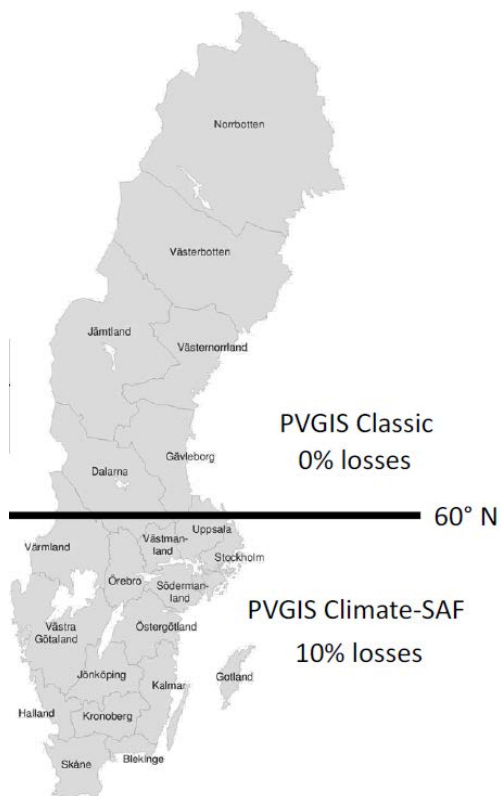 Norrbotten
Västerbotten
Jämtland
Västernorrland
PVGIS Classic
0% losses
Gävleborg
Dalarna
60° N
Uppsala
Västman-
land
Värmland
Stockholm
Örebro
Söderman-
land
PVGIS Climate-SAF
10% losses
Västra
Götaland
Östergötland
Jönköping
Gotland
Kalmar
Halland
Kronoberg
Blekinge
Skåne